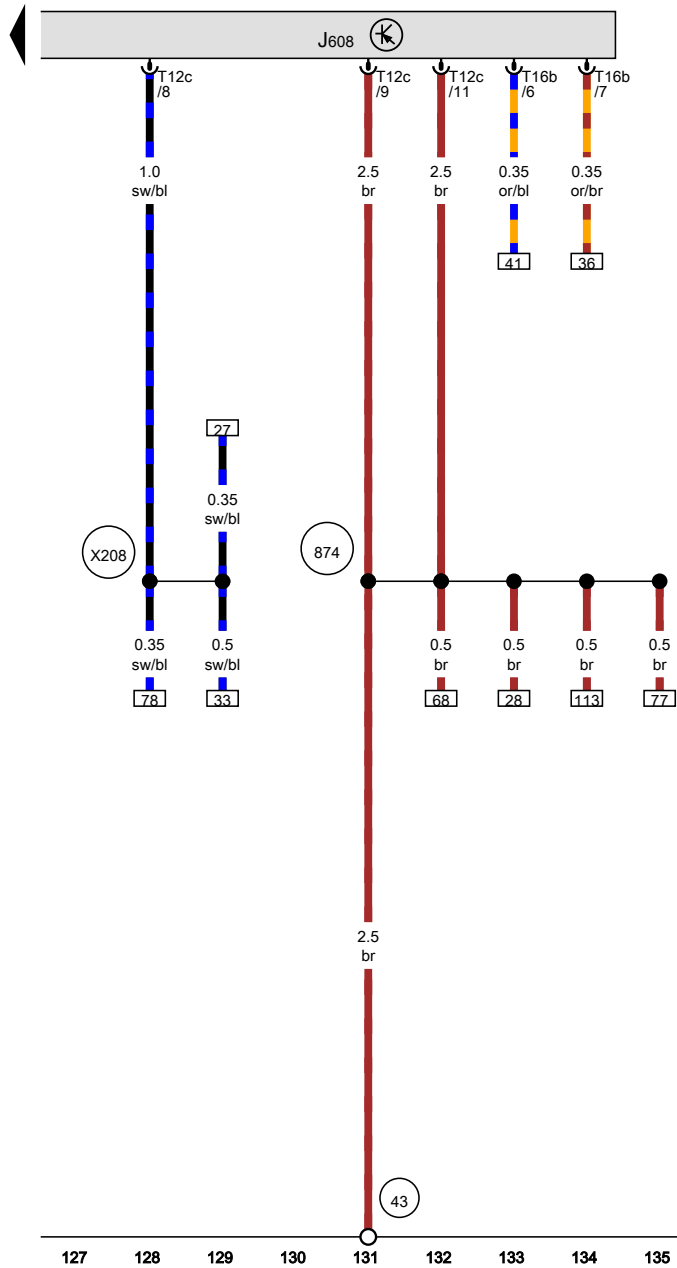 J608
T12c
/8
T12c
/9
T12c
/11
T16b
/6
T16b
/7
1.0
sw/bl
2.5
br
2.5
br
0.35
or/bl
0.35
or/br
41
36
27
0.35
sw/bl
X208
874
0.35
sw/bl
0.5
sw/bl
0.5
br
0.5
br
0.5
br
0.5
br
78
33
68
28
113
77
2.5
br
43
127 128 129 130 131 132 133 134 135